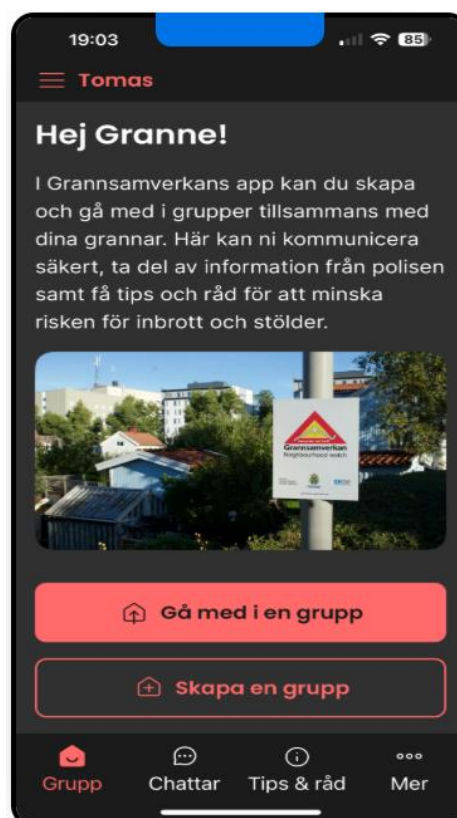 19:03
85
Tomas
Hej Granne!
I Grannsamverkans app kan du skapa
och gå med i grupper tillsammans med
dina grannar. Här kan ni kommunicera
säkert, ta del av information från polisen
samt få tips och råd för att minska
risken för inbrott och stölder.
Grannsamverkan
Neighbourhood watch
Gå med i en grupp
Skapa en grupp
Grupp
Chattar
Tips & råd
Mer